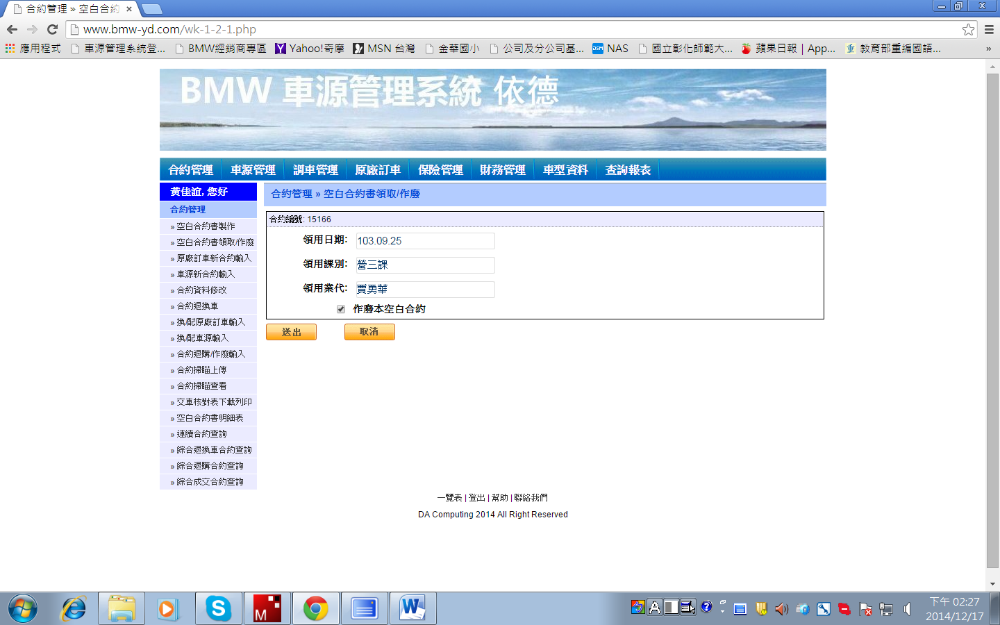 合約管理 » 空白合約
www.bmw-yd.com/wk-1-2-1.php
應用程式 車源管理系統登... BMW經銷商專區 Yahoo!奇摩 MSN 台灣 金華國小 公司及分公司基... NAS 國立彰化師範大... 蘋果日報 | App... 教育部重編國語... »
BMW 車源管理系統 依德
合約管理 車源管理 調車管理 原廠訂車 保險管理 財務管理 車型資料 查詢報表
黃佳誼, 您好
合約管理
» 空白合約書製作
» 空白合約書領取/作廢
» 原廠訂車新合約輸入
» 車源新合約輸入
» 合約資料修改
» 合約退換車
» 換/配原廠訂車輸入
» 換/配車源輸入
» 合約退購/作廢輸入
» 合約掃瞄上傳
» 合約掃瞄查看
» 交車核對表下載列印
» 空白合約書明細表
» 連續合約查詢
» 綜合退換車合約查詢
» 綜合退購合約查詢
» 綜合成交合約查詢
合約管理 » 空白合約書領取/作廢
合約編號: 15166
領用日期: 103.09.25
領用課別: 營三課
領用業代: 賈勇華
作廢本空白合約
送出 取消
一覽表 | 登出 | 幫助 | 聯絡我們
DA Computing 2014 All Right Reserved
下午 02:27
2014/12/17